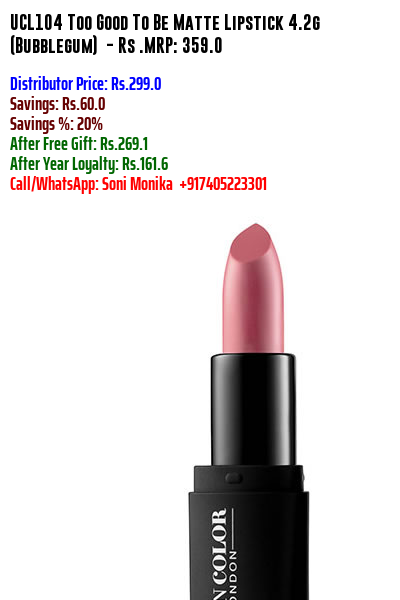 UCL104 Too Good To Be Matte Lipstick 4.2g
(Bubblegum) - Rs .MRP: 359.0
Distributor Price: Rs.299.0
Savings: Rs.60.0
Savings %: 20%
After Free Gift: Rs.269.1
After Year Loyalty: Rs.161.6
Call/WhatsApp: Soni Monika +917405223301
N COLOR
ONDON